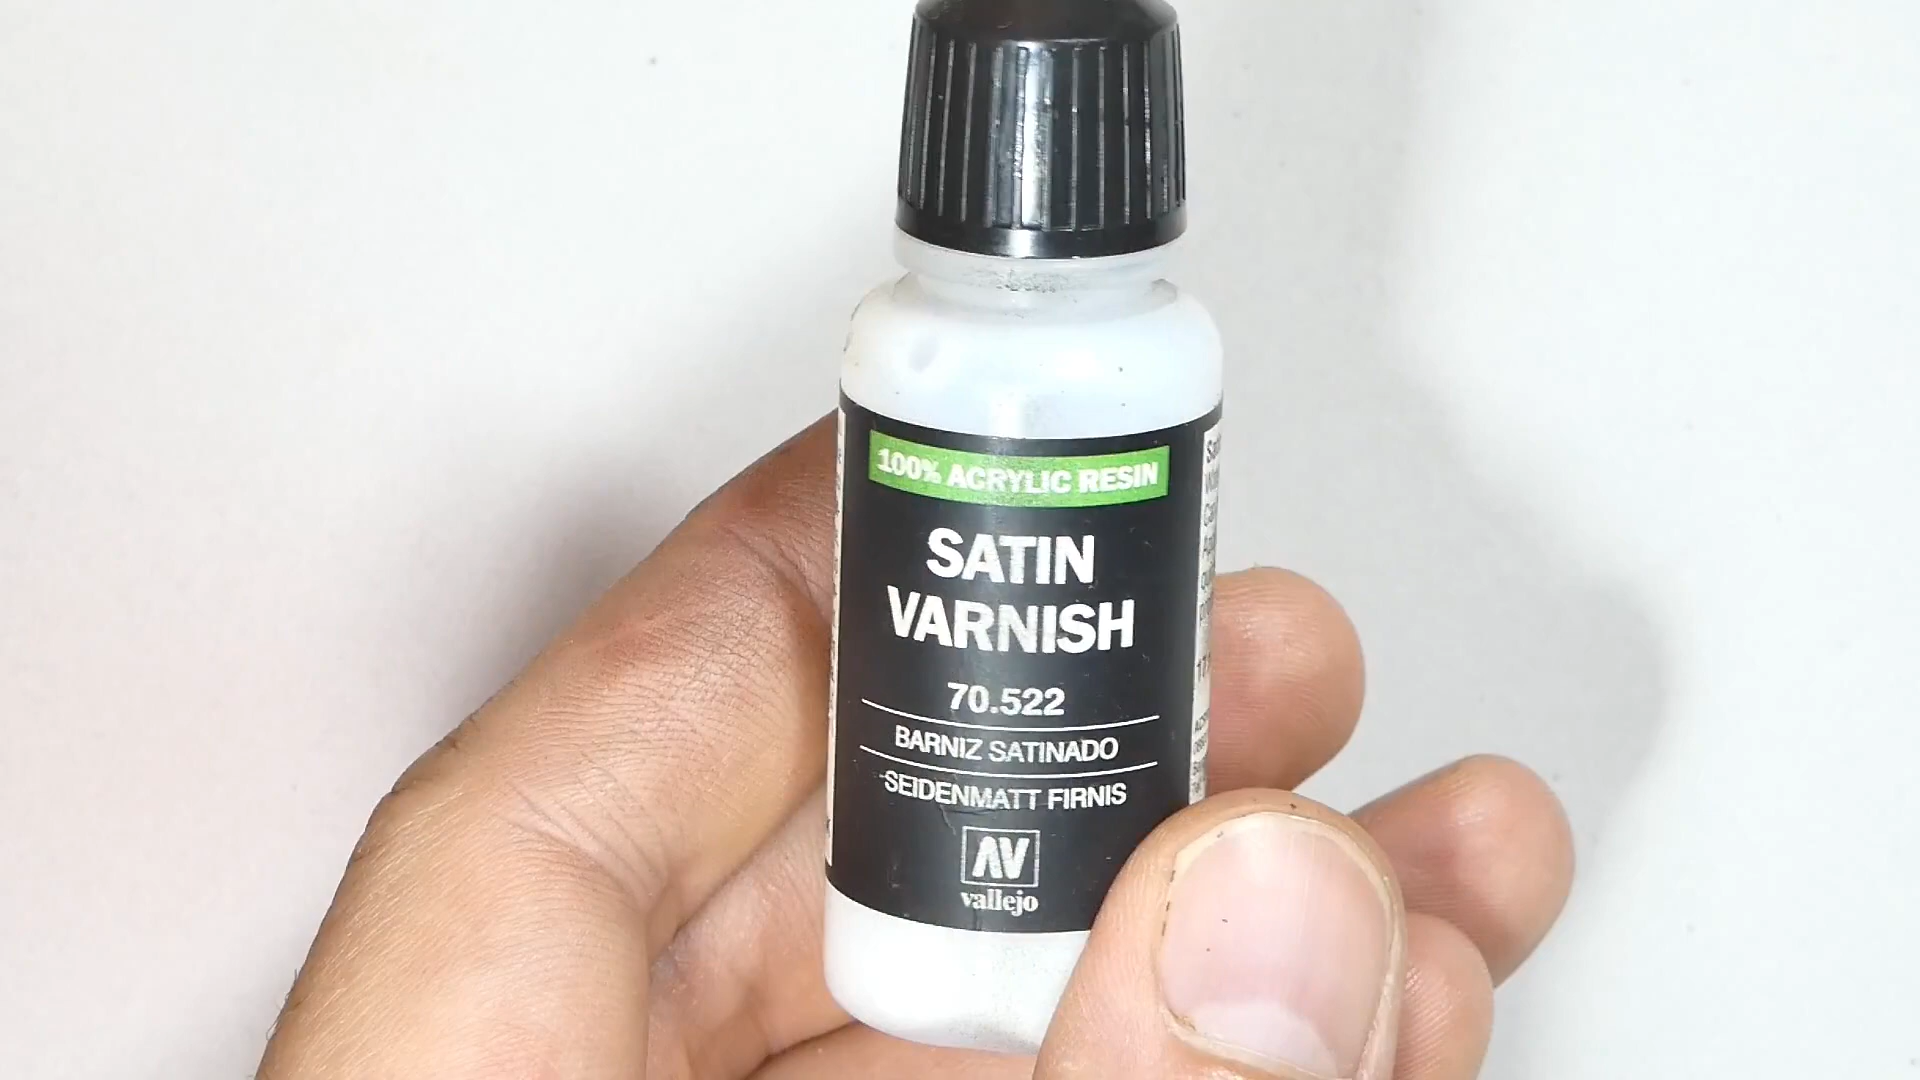 100% ACRYLIC RESIN
SATIN
VARNISH
70.522
BARNIZ SATINADO
SEIDENMATT FIRNIS
AV
vallejo